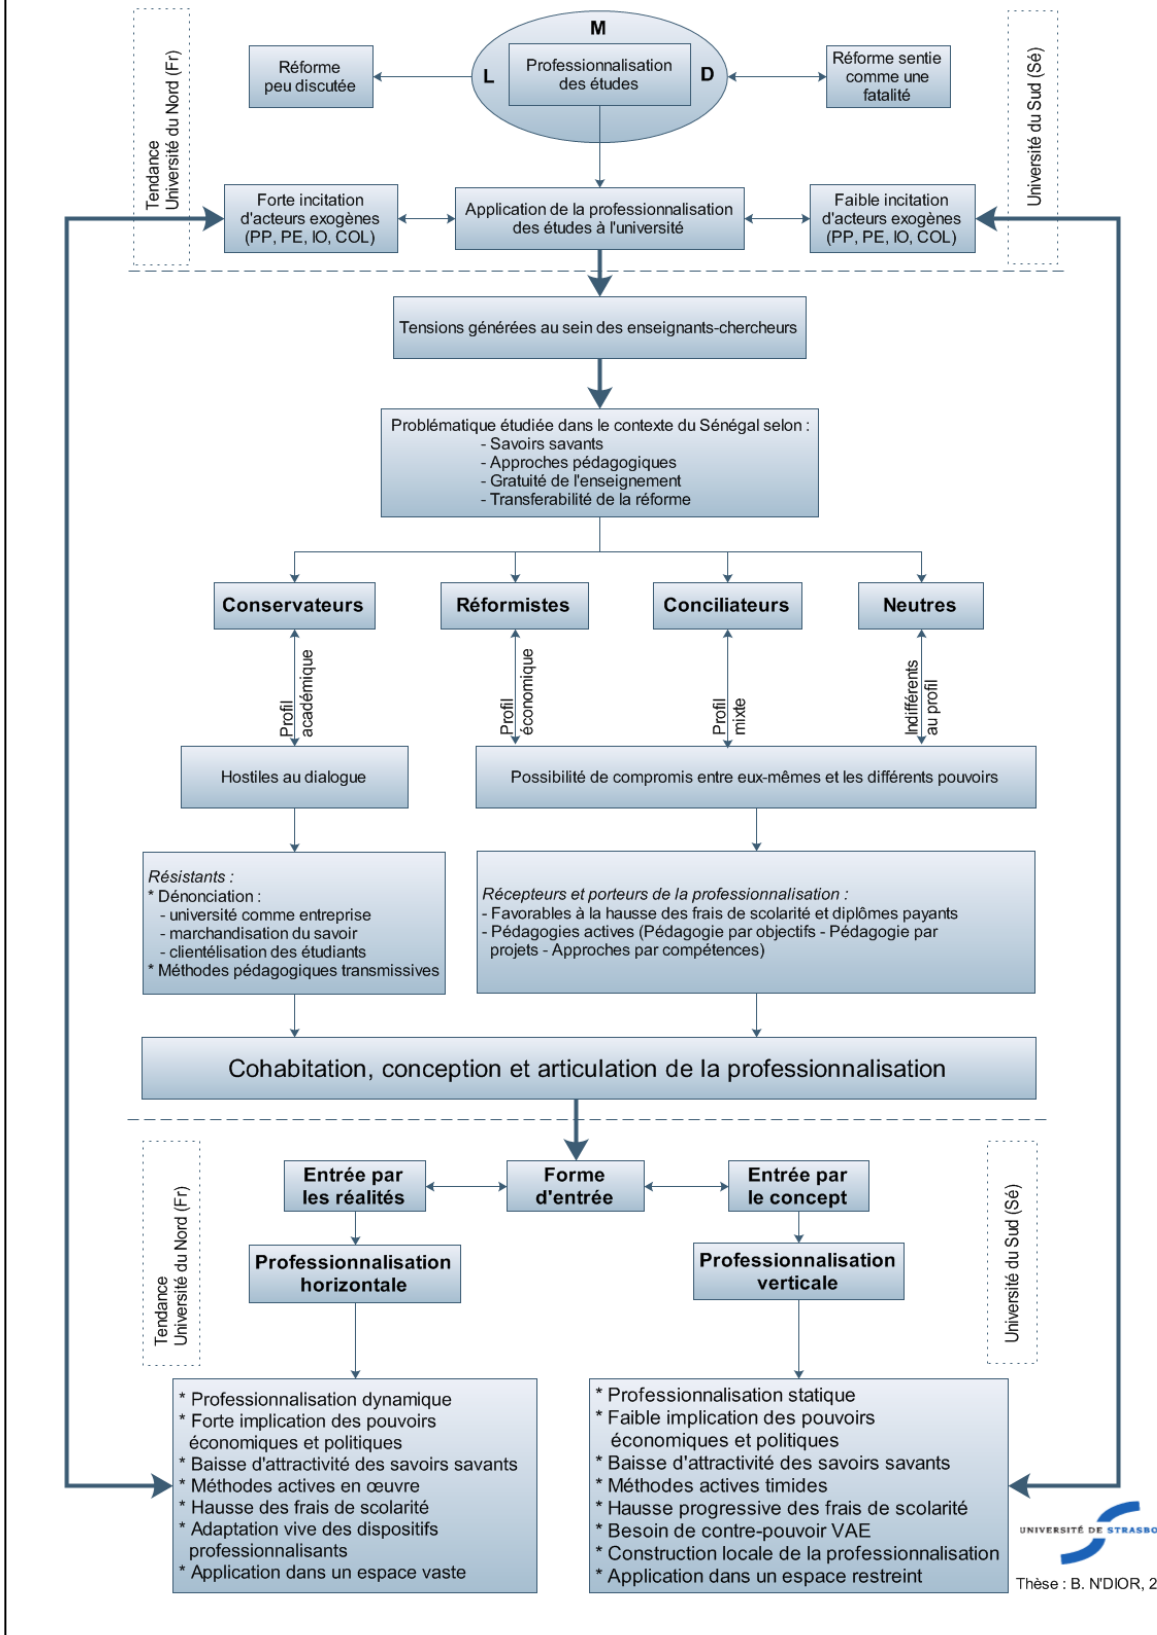 Tendance
Université du Nord (Fr)
Réforme
peu discutée
M
L
D
Professionnalisation
des études
Réforme sentie
comme une
fatalité
Université du Sud (Sé)
Forte incitation
d'acteurs exogènes
(PP, PE, IO, COL)
Application de la professionnalisation
des études à l'université
Faible incitation
d'acteurs exogènes
(PP, PE, IO, COL)
Tensions générées au sein des enseignants-chercheurs
Problématique étudiée dans le contexte du Sénégal selon :
- Savoirs savants
- Approches pédagogiques
- Gratuité de l'enseignement
- Transferabilité de la réforme
Conservateurs
Réformistes
Conciliateurs
Neutres
Profil
académique
Profil
économique
Profil
mixte
Indifférents
au profil
Hostiles au dialogue
Possibilité de compromis entre eux-mêmes et les différents pouvoirs
Résistants :
* Dénonciation :
- université comme entreprise
- marchandisation du savoir
- clientélisation des étudiants
* Méthodes pédagogiques transmissives
Récepteurs et porteurs de la professionnalisation :
- Favorables à la hausse des frais de scolarité et diplômes payants
- Pédagogies actives (Pédagogie par objectifs - Pédagogie par
projets - Approches par compétences)
Cohabitation, conception et articulation de la professionnalisation
Tendance
Université du Nord (Fr)
Entrée par
les réalités
Forme
d'entrée
Entrée par
le concept
Université du Sud (Sé)
Professionnalisation
horizontale
Professionnalisation
verticale
* Professionnalisation dynamique
* Forte implication des pouvoirs
économiques et politiques
* Baisse d'attractivité des savoirs savants
* Méthodes actives en œuvre
* Hausse des frais de scolarité
* Adaptation vive des dispositifs
professionnalisants
* Application dans un espace vaste
* Professionnalisation statique
* Faible implication des pouvoirs
économiques et politiques
* Baisse d'attractivité des savoirs savants
* Méthodes actives timides
* Hausse progressive des frais de scolarité
* Besoin de contre-pouvoir VAE
* Construction locale de la professionnalisation
* Application dans un espace restreint
UNIVERSITÉ DE STRASBO
Thèse : B. N'DIOR, 2